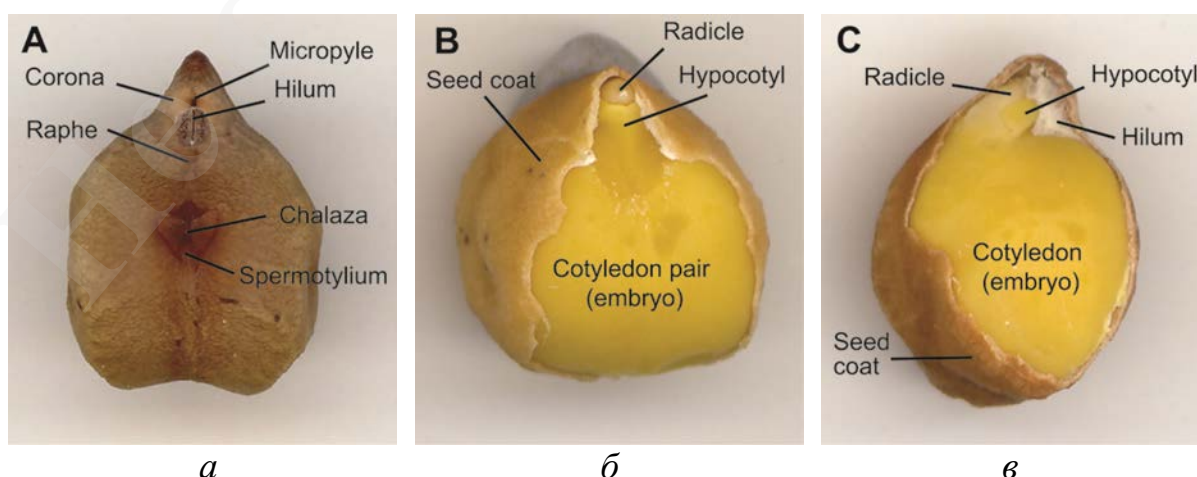 A
Micropyle
Corona
Hilum
Raphe
Chalaza
Spermotylium
B
Radicle
Seed coat
Hypocotyl
Cotyledon pair
(embryo)
C
Radicle
Hypocotyl
Hilum
Cotyledon
(embryo)
Seed
coat
а
б
в